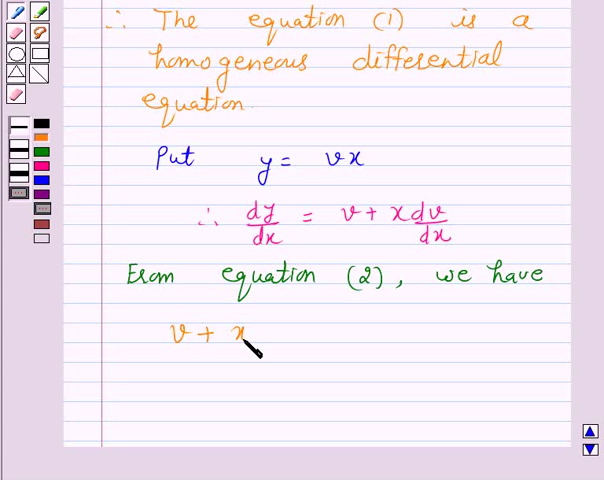 ∴ The equation (1) is a
homogeneous differential
equation.
Put y = vx
∴ dy/dx = v + x dv/dx
From equation (2), we have
v + x